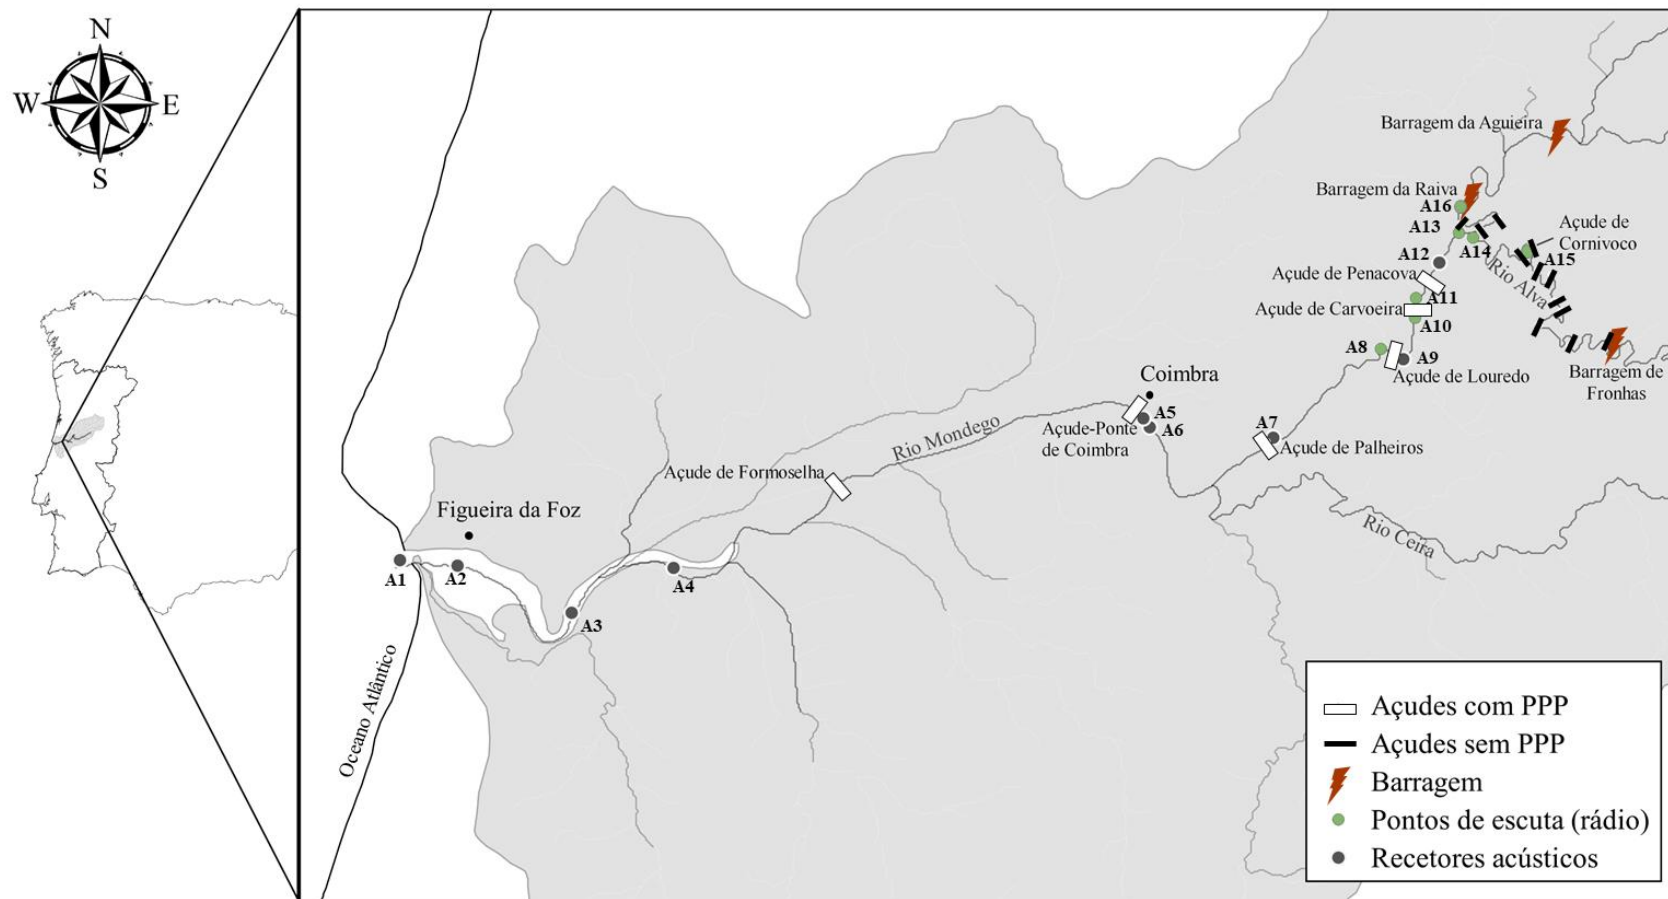 N
W
E
S
Barragem da Aguieira
Barragem da Raiva
A16
A13
A14
Açude de
Cornivoco
A15
A12
Rio Alva
Açude de Penacova
A11
Açude de Carvoeira
A10
A8
A9
Açude de Louredo
Barragem de
Fronhas
Coimbra
A5
A6
Açude-Ponte
de Coimbra
A7
Açude de Palheiros
Rio Mondego
Açude de Formoselha
Rio Ceira
Figueira da Foz
A1
A2
A3
A4
Oceano Atlântico
Açudes com PPP
Açudes sem PPP
Barragem
Pontos de escuta (rádio)
Recetores acústicos